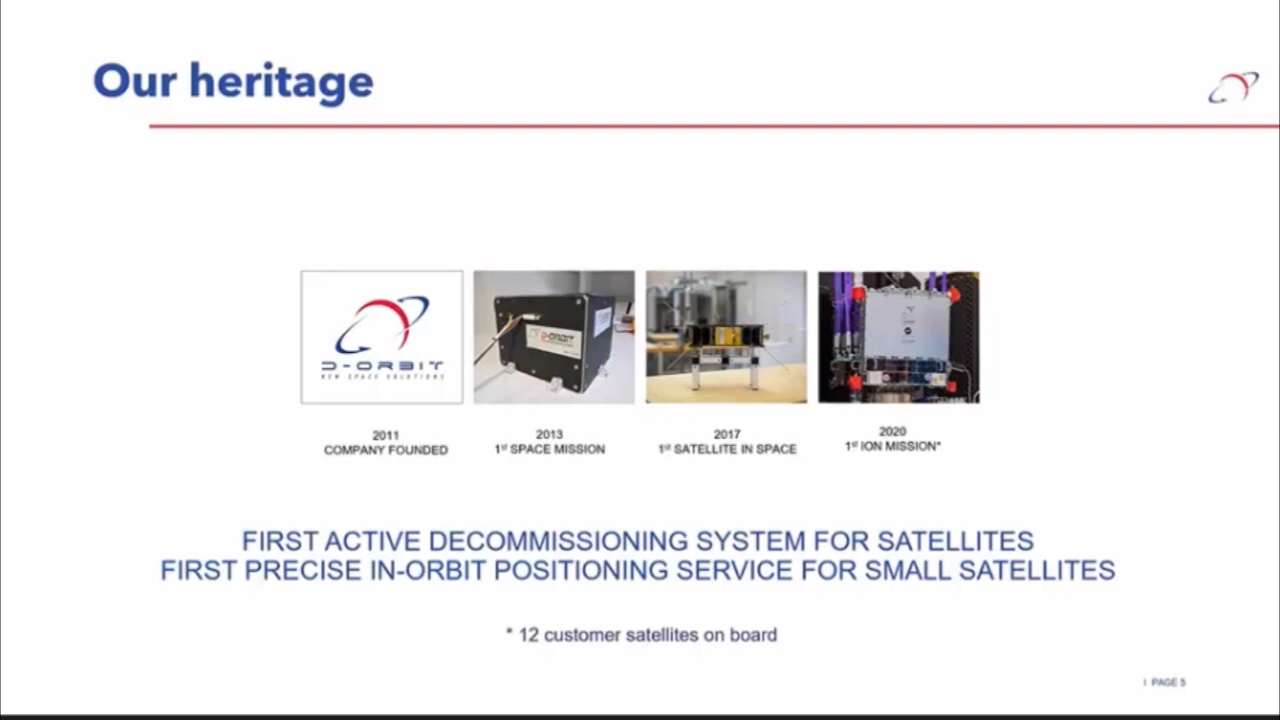 Our heritage
D-ORBIT
NEW SPACE SOLUTIONS
D-ORBIT
2011
COMPANY FOUNDED
2013
1st SPACE MISSION
2017
1st SATELLITE IN SPACE
2020
1st ION MISSION*
FIRST ACTIVE DECOMMISSIONING SYSTEM FOR SATELLITES
FIRST PRECISE IN-ORBIT POSITIONING SERVICE FOR SMALL SATELLITES
* 12 customer satellites on board
| PAGE 5